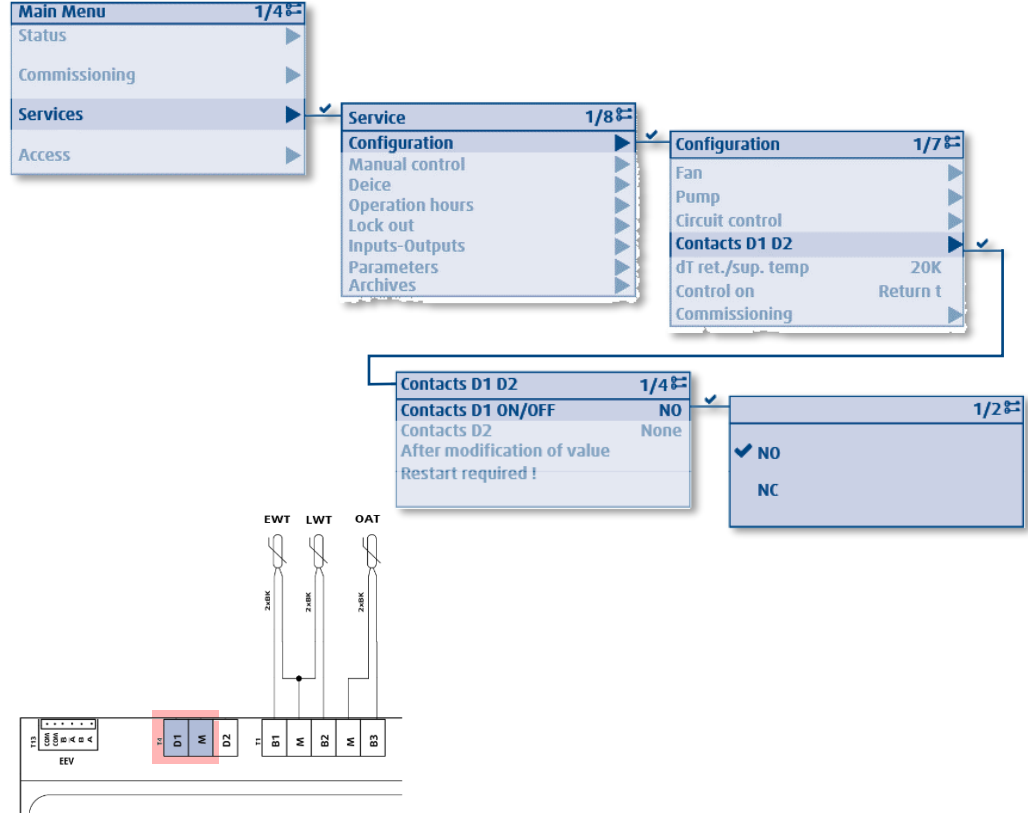 Main Menu 1/4
Status
Commissioning
Services
Access
Service 1/8
Configuration
Manual control
Deice
Operation hours
Lock out
Inputs-Outputs
Parameters
Archives
Configuration 1/7
Fan
Pump
Circuit control
Contacts D1 D2
dT ret./sup. temp 20K
Control on Return t
Commissioning
Contacts D1 D2 1/4
Contacts D1 ON/OFF NO
Contacts D2 None
After modification of value
Restart required !
1/2
NO
NC
EWT LWT OAT
2xBK 2xBK 2xBK
T13 COM COM B A B A
EEV
T4 D1 M D2
T1 B1 M B2 M B3